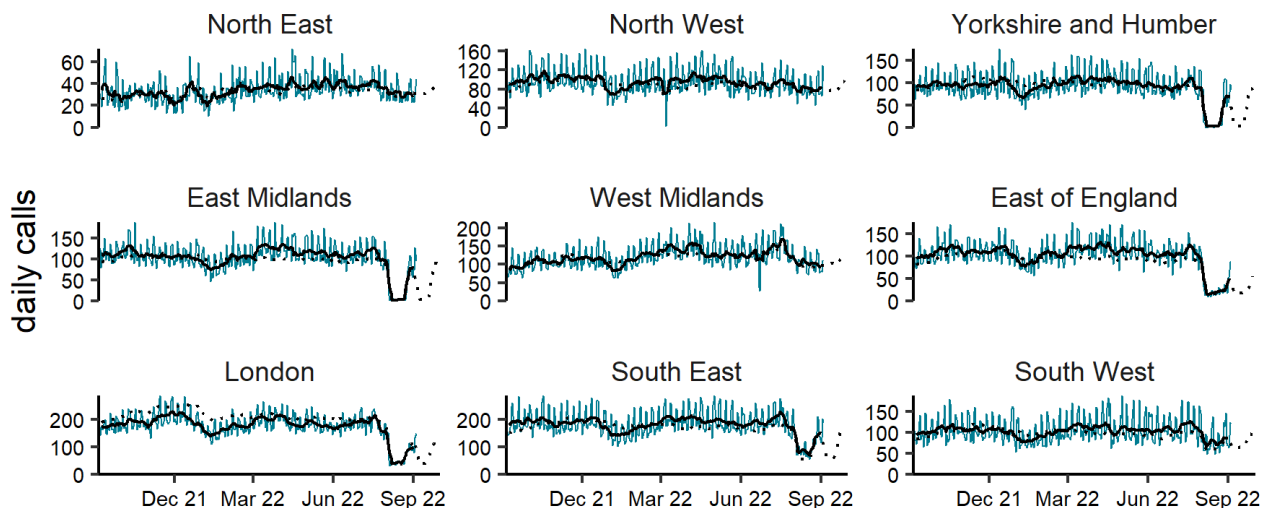 North East
North West
Yorkshire and Humber
60
40
20
0
160
120
80
40
0
150
100
50
0
daily calls
East Midlands
West Midlands
East of England
150
100
50
0
200
150
100
50
0
150
100
50
0
London
South East
South West
200
100
0
200
100
0
150
100
50
0
Dec 21 Mar 22 Jun 22 Sep 22
Dec 21 Mar 22 Jun 22 Sep 22
Dec 21 Mar 22 Jun 22 Sep 22